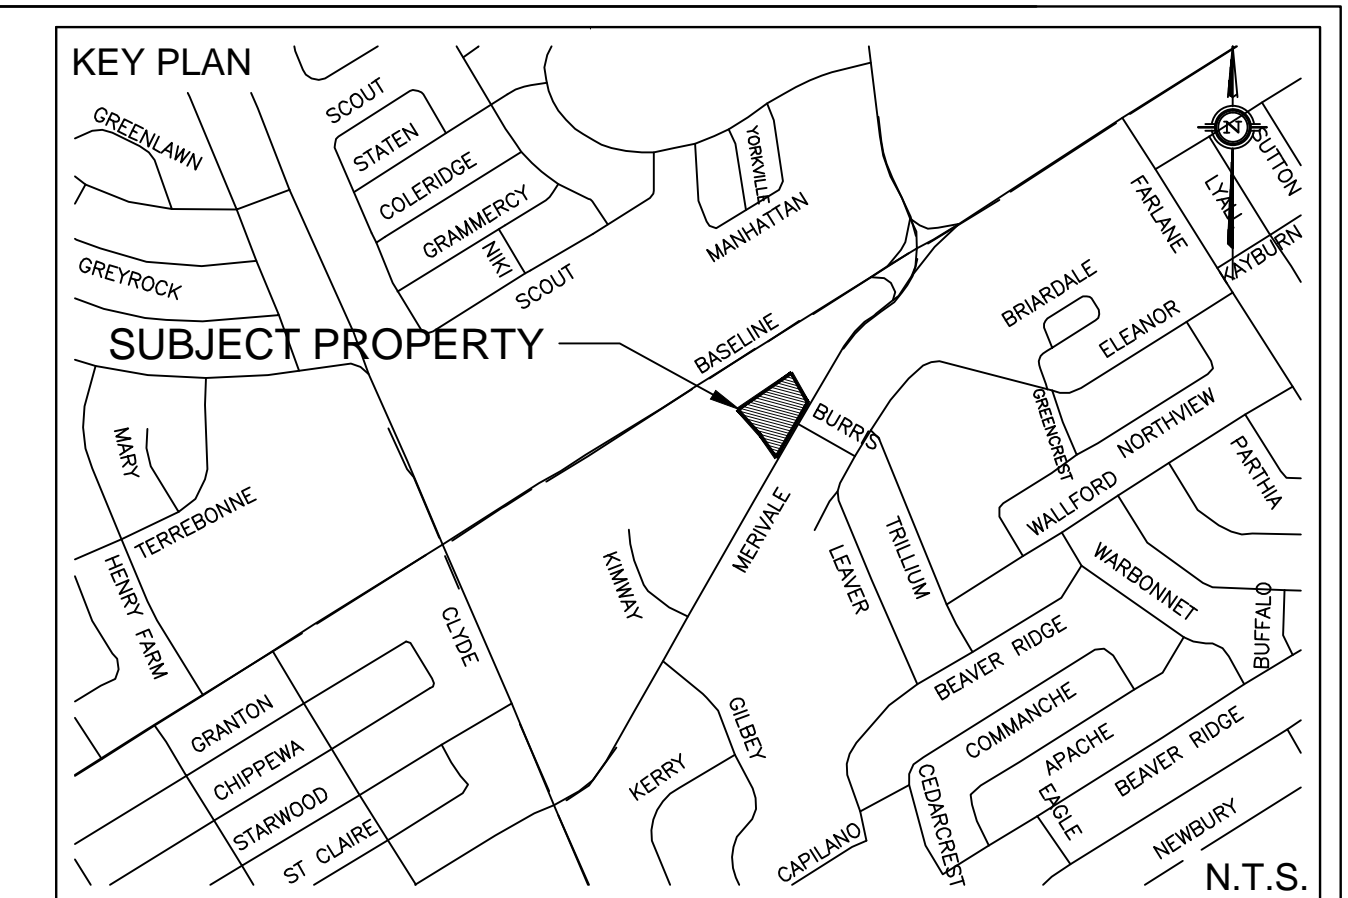 KEY PLAN
GREENLAWN
SCOUT
STATEN
COLERIDGE
GRAMMERCY
NIKI
SCOUT
YORKVILLE
MANHATTAN
N
SUTTON
LYALL
FARLANE
KAYBURN
GREYROCK
BRIARDALE
ELEANOR
SUBJECT PROPERTY
BASELINE
BURRIS
GREENCREST
NORTHVIEW
WALLFORD
PARTHIA
MARY
TERREBONNE
HENRY FARM
MERIVALE
KIMWAY
LEAVER
TRILLIUM
WARBONNET
BUFFALO
CLYDE
BEAVER RIDGE
GRANTON
CHIPPEWA
STARWOOD
ST CLAIRE
GILBEY
KERRY
COMMANCHE
APACHE
BEAVER RIDGE
EAGLE
CEDARCREST
CAPILANO
NEWBURY
N.T.S.